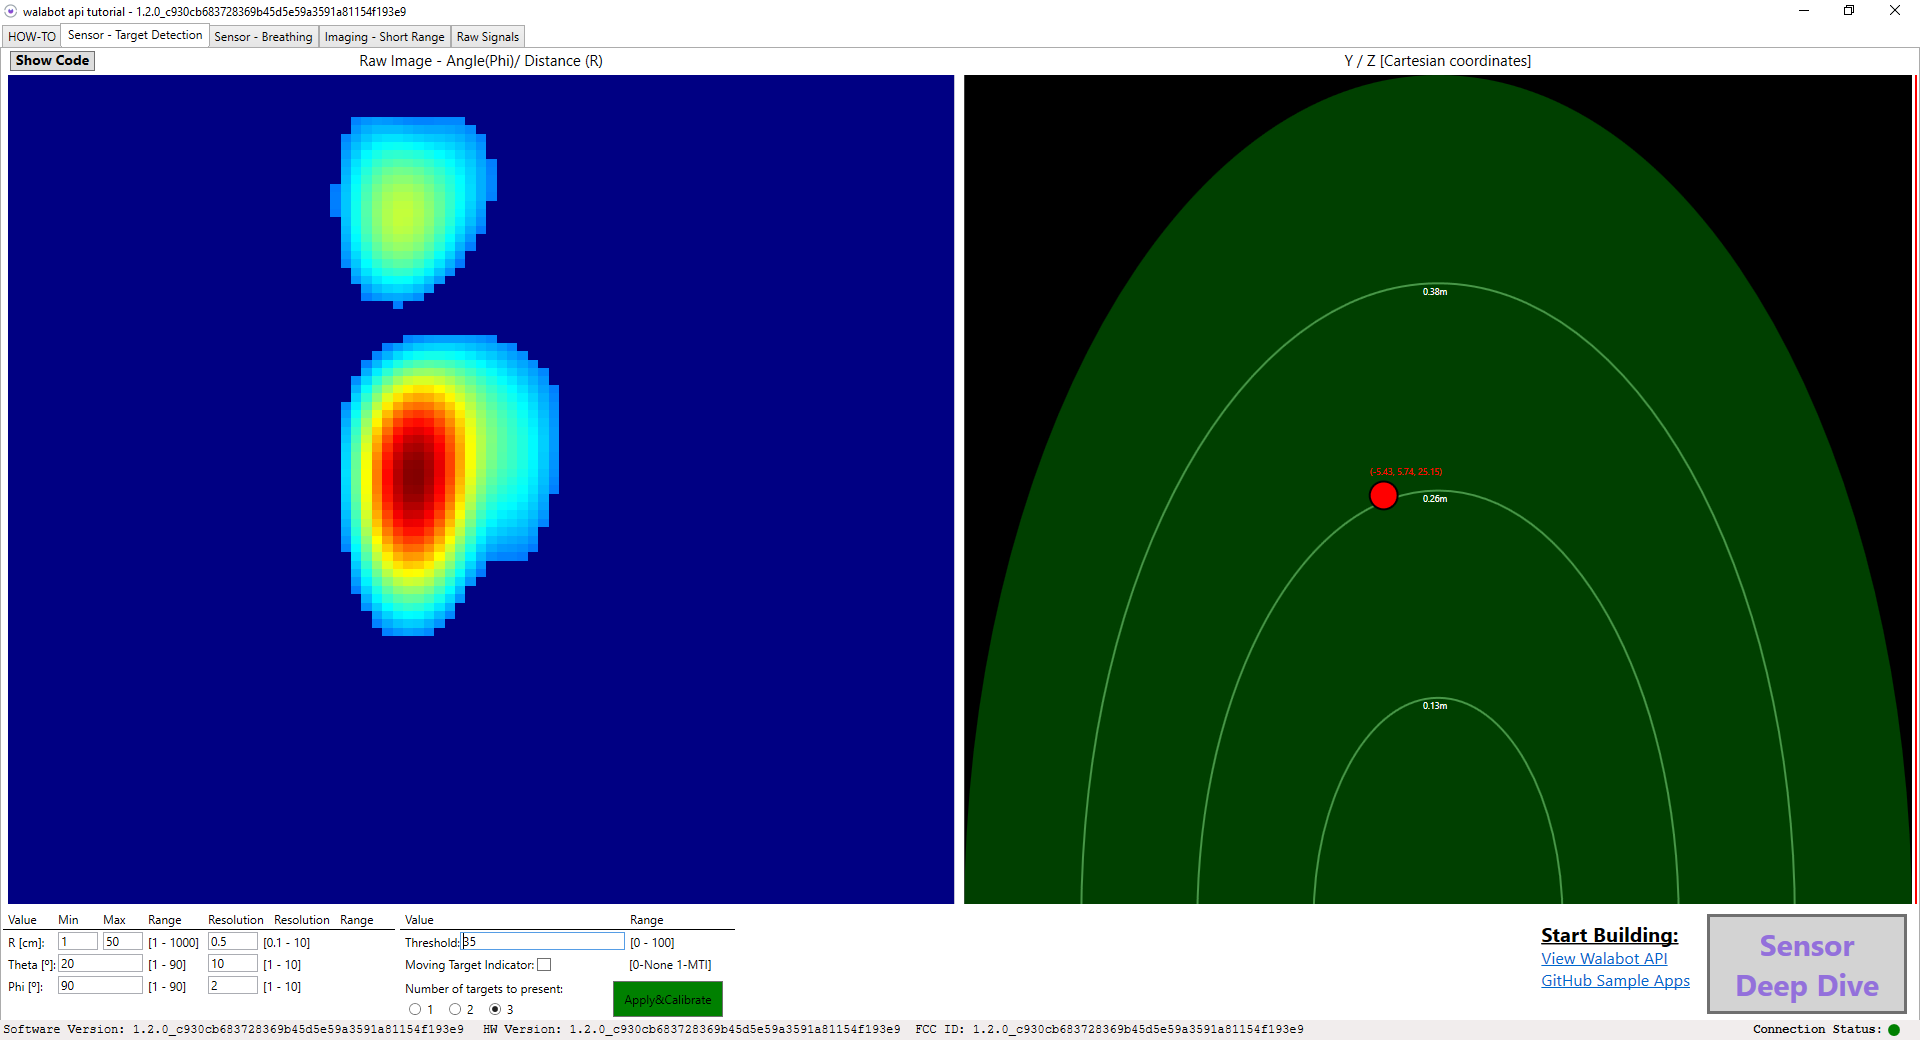 walabot api tutorial - 1.2.0_c930cb683728369b45d5e59a3591a81154f193e9
HOW-TO Sensor - Target Detection Sensor - Breathing Imaging - Short Range Raw Signals
Show Code Raw Image - Angle(Phi)/ Distance (R) Y / Z [Cartesian coordinates]
0.38m
(-5.43, 5.74, 25.15)
0.26m
0.13m
Value Min Max Range Resolution Resolution Range Value Range
R [cm]: 1 50 [1 - 1000] 0.5 [0.1 - 10] Threshold: 35 [0 - 100]
Theta [º]: 20 [1 - 90] 10 [1 - 10] Moving Target Indicator: [0-None 1-MTI]
Phi [º]: 90 [1 - 90] 2 [1 - 10] Number of targets to present:
1 2 3 Apply&Calibrate
Start Building:
View Walabot API
GitHub Sample Apps
Sensor
Deep Dive
Software Version: 1.2.0_c930cb683728369b45d5e59a3591a81154f193e9 HW Version: 1.2.0_c930cb683728369b45d5e59a3591a81154f193e9 FCC ID: 1.2.0_c930cb683728369b45d5e59a3591a81154f193e9 Connection Status: